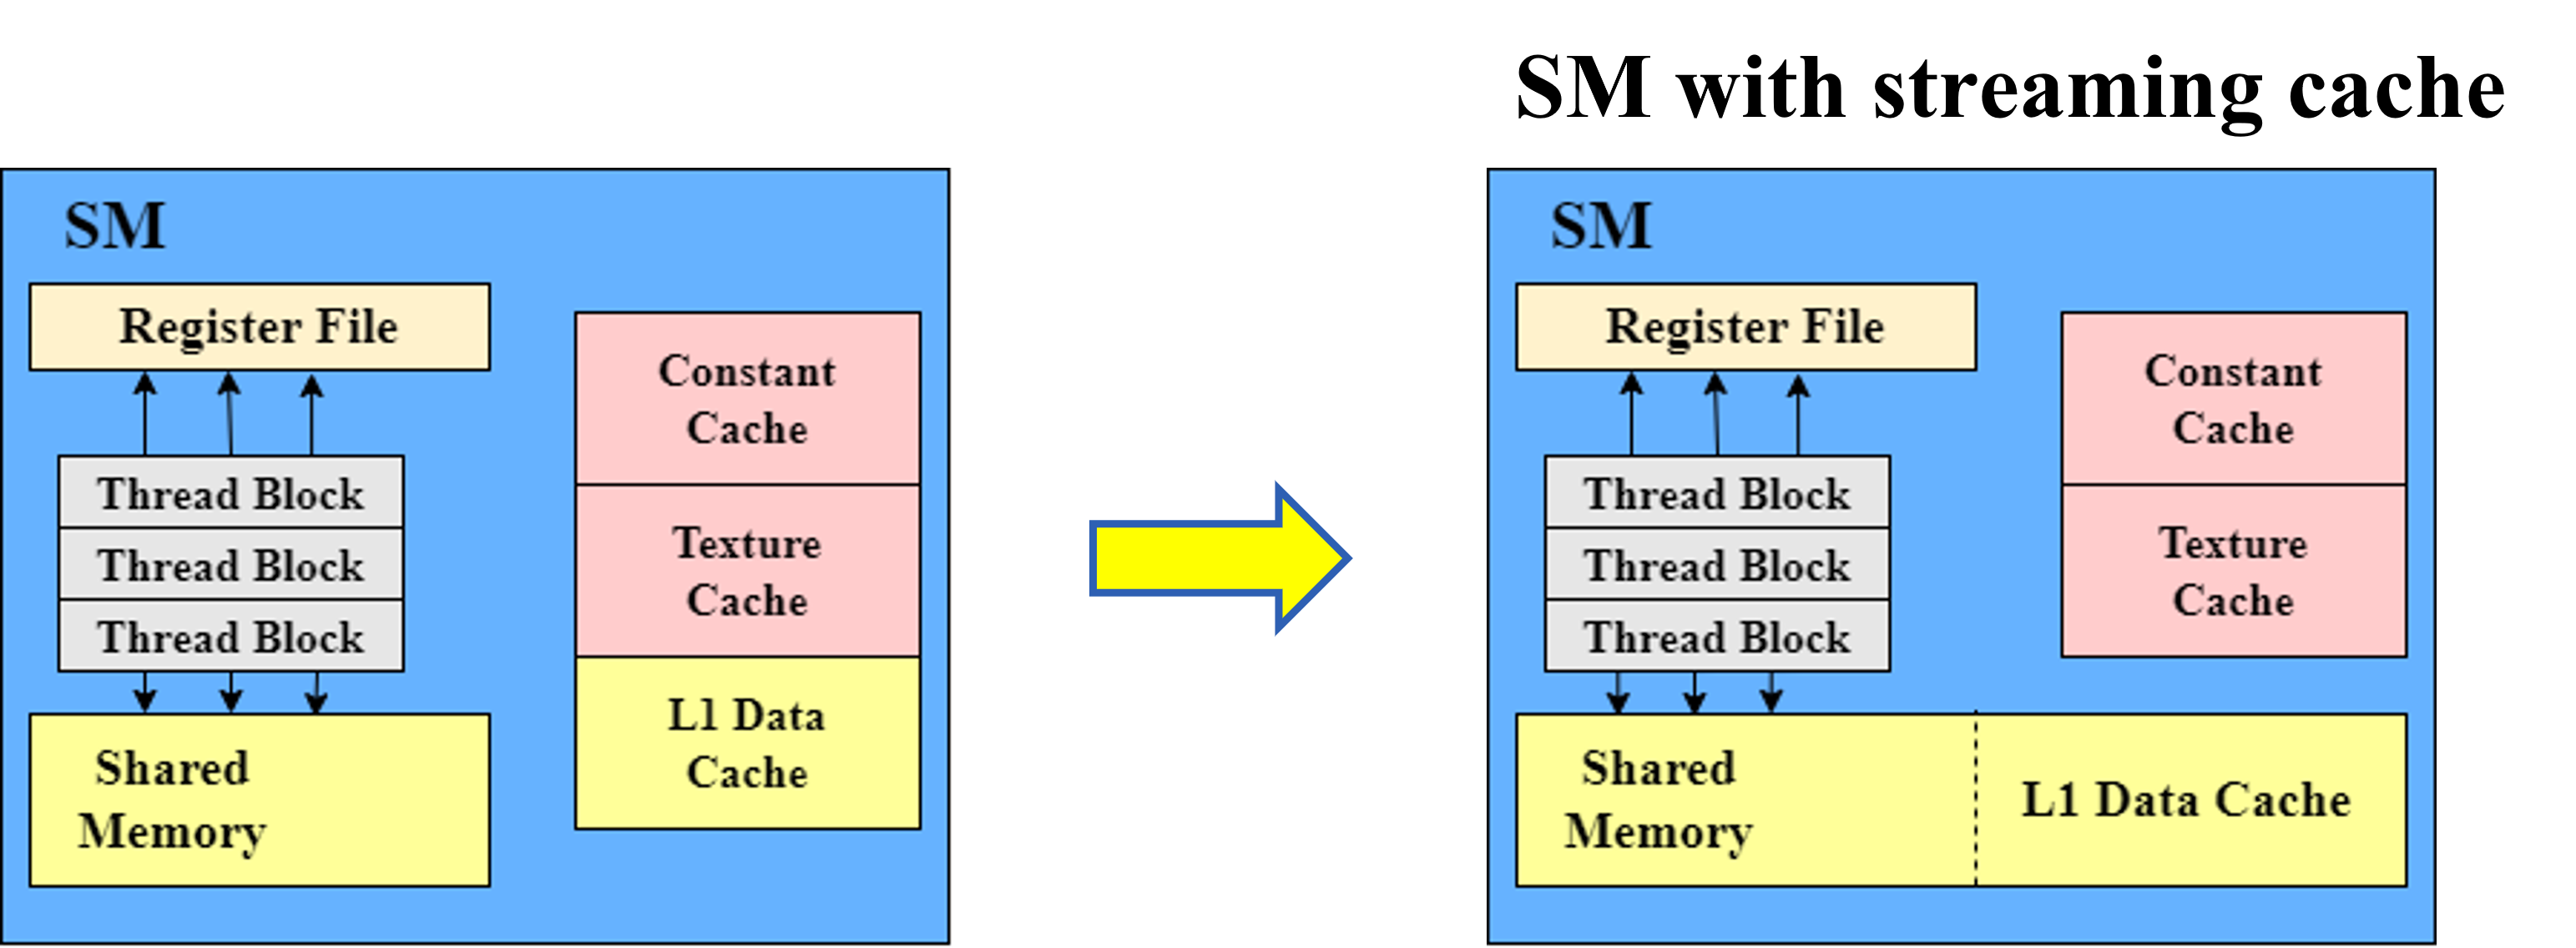 SM with streaming cache
SM
Register File
Thread Block
Thread Block
Thread Block
Shared
Memory
Constant
Cache
Texture
Cache
L1 Data
Cache
SM
Register File
Thread Block
Thread Block
Thread Block
Shared
Memory
L1 Data Cache
Constant
Cache
Texture
Cache